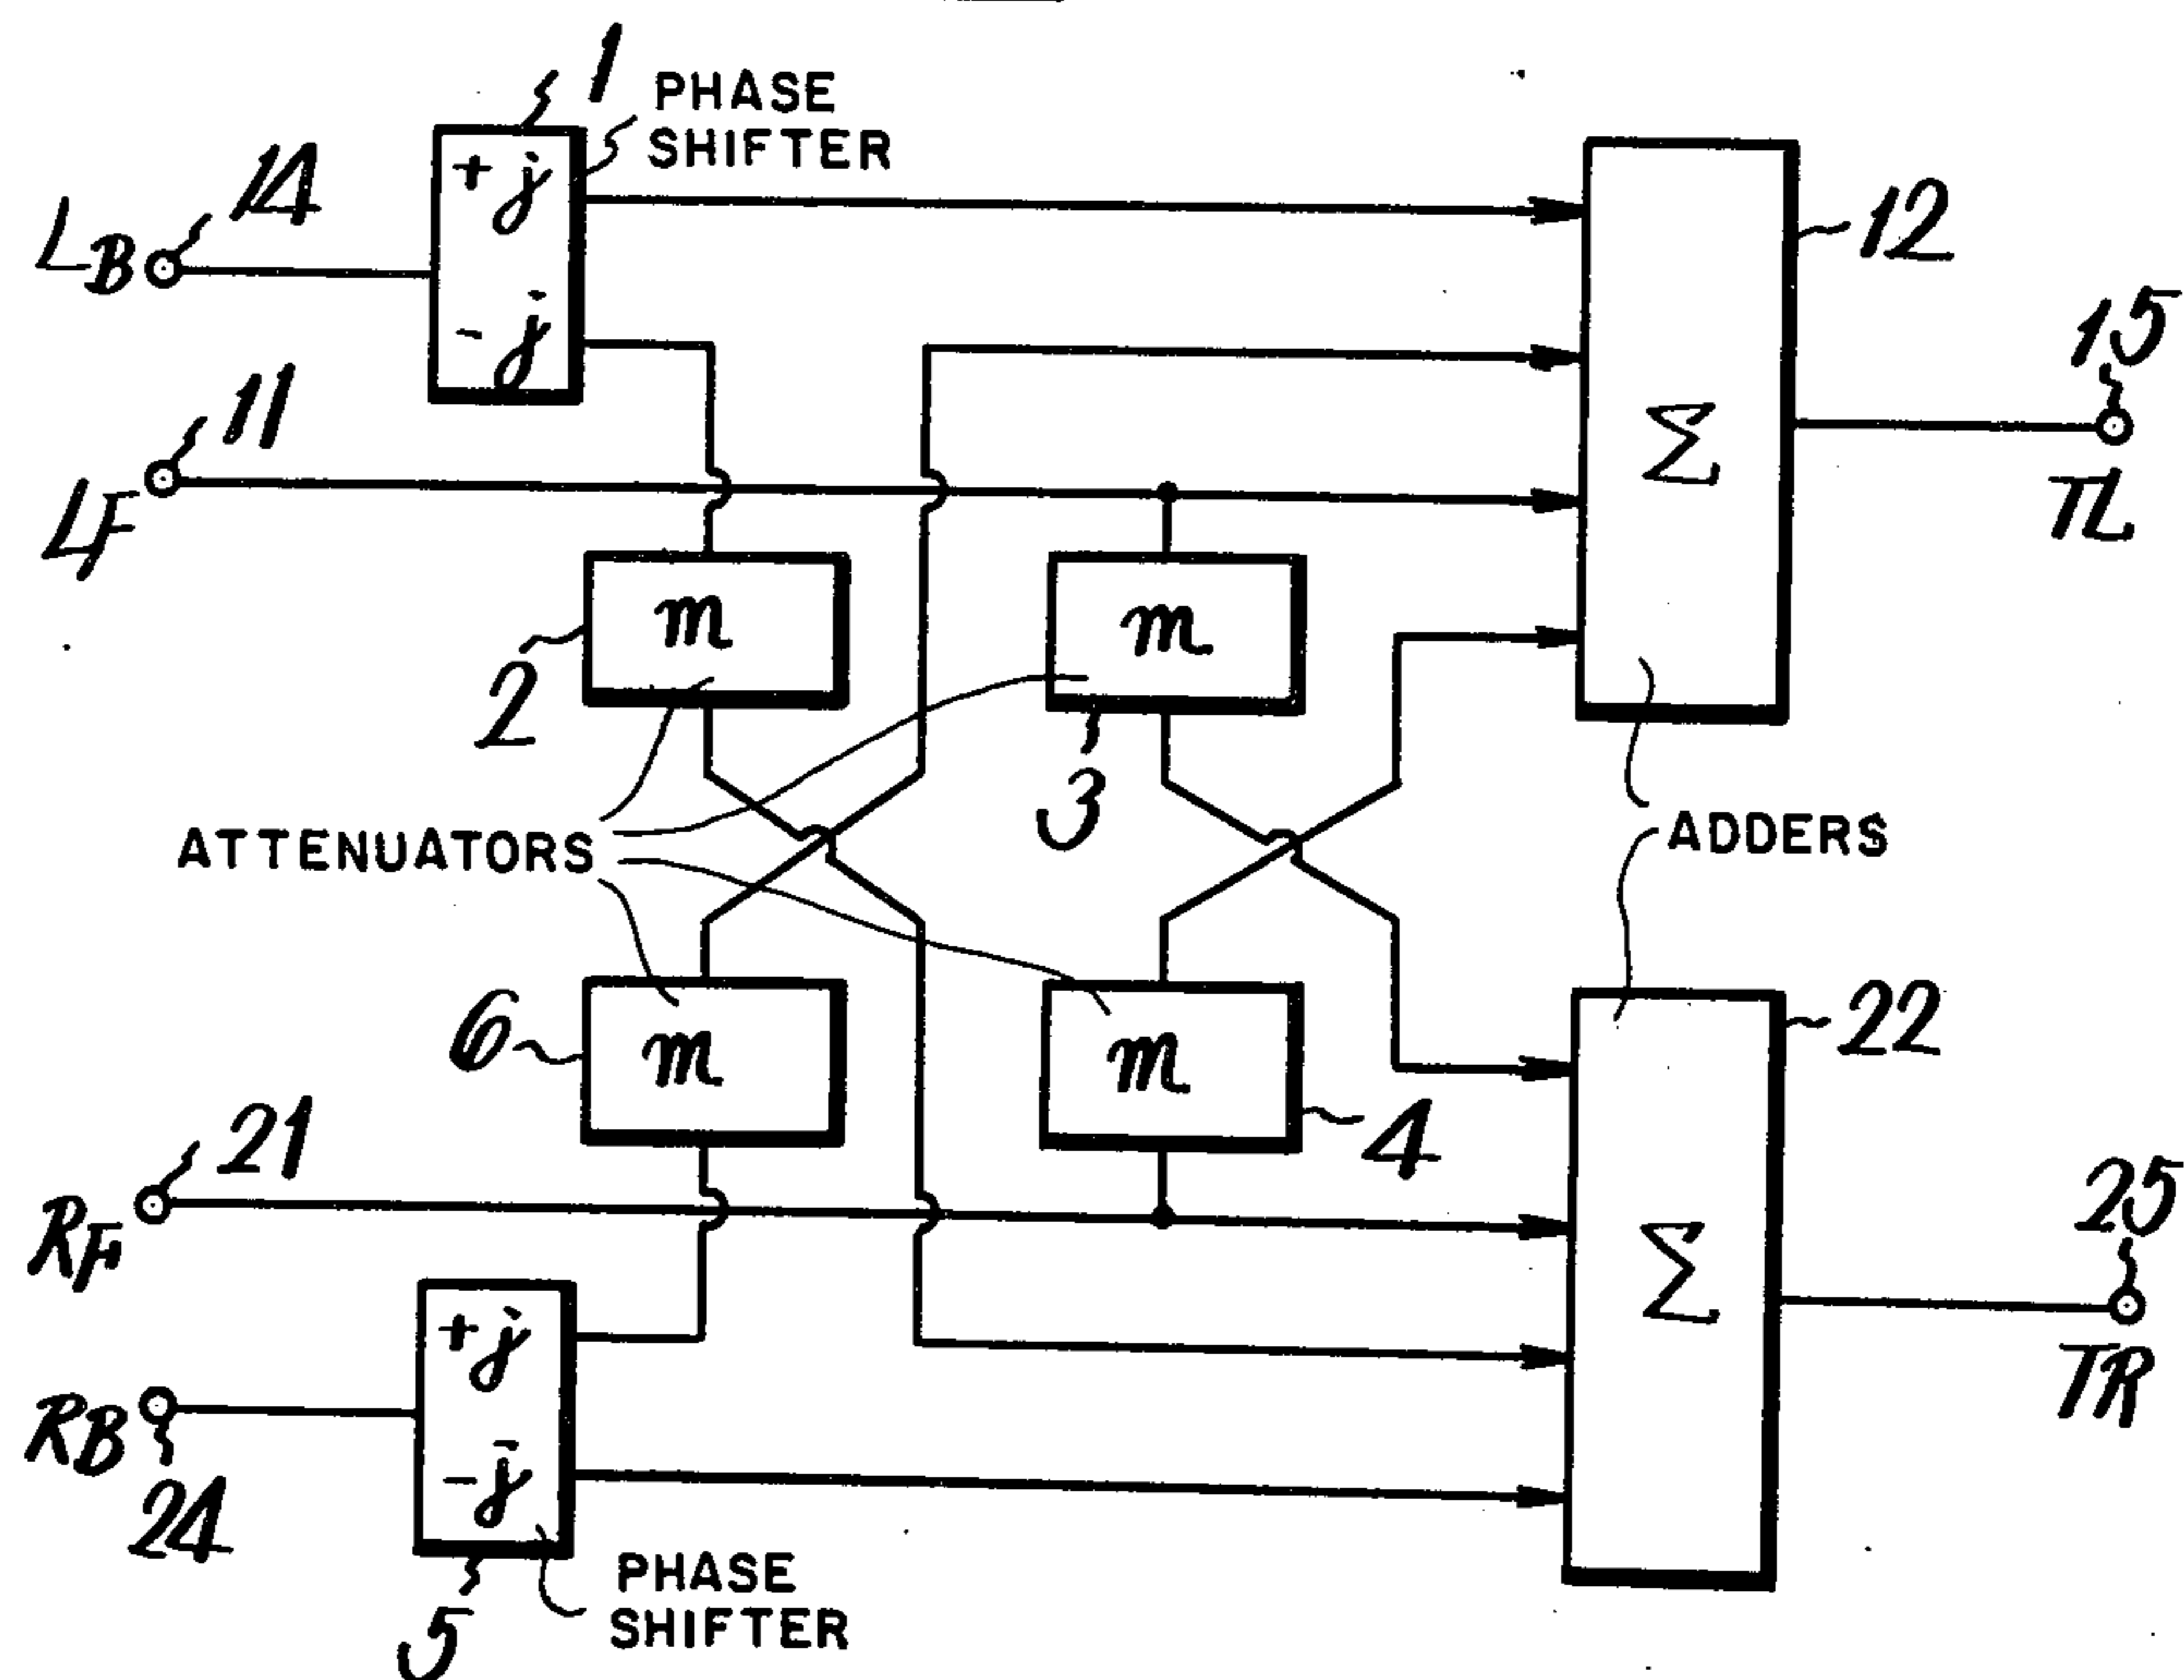 1
PHASE
SHIFTER
+j
-j
14
LB
11
LF
12
Σ
15
TL
m
2
m
3
ATTENUATORS
ADDERS
6
m
m
4
22
Σ
21
RF
25
TR
+j
-j
RB
24
5
PHASE
SHIFTER